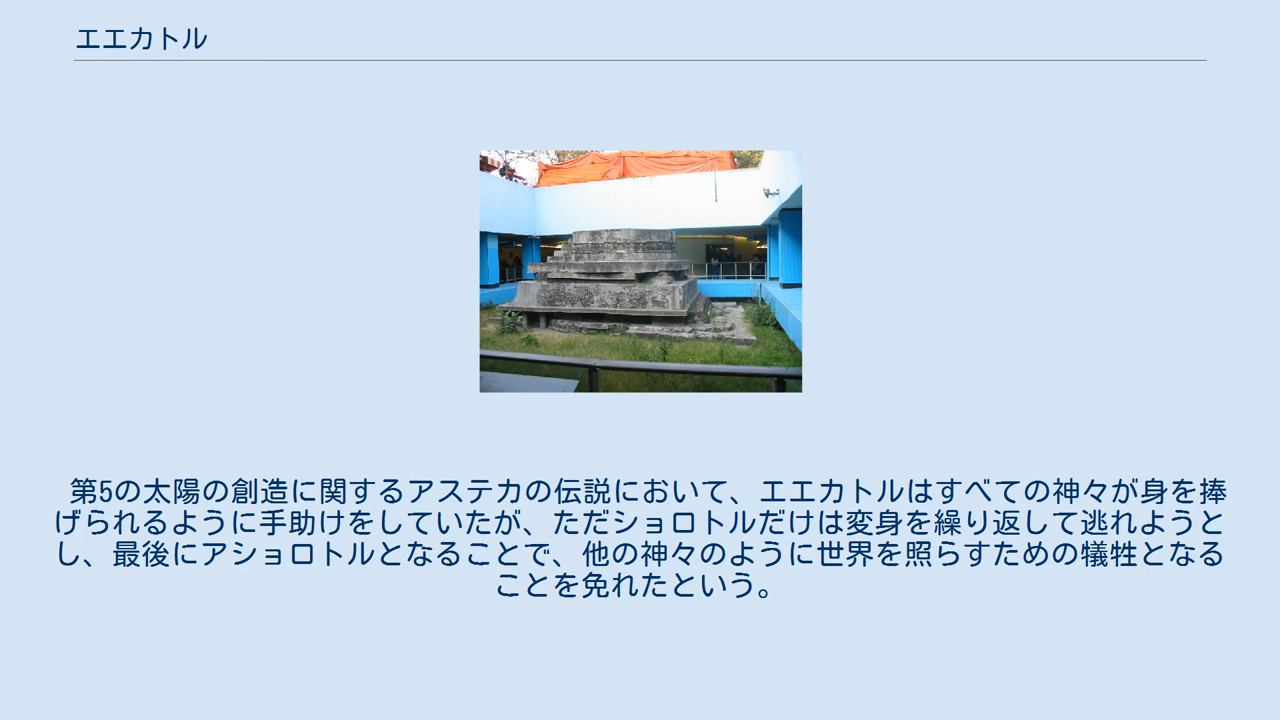 エエカトル
第5の太陽の創造に関するアステカの伝説において、エエカトルはすべての神々が身を捧
げられるように手助けをしていたが、ただショロトルだけは変身を繰り返して逃れようと
し、最後にアショロトルとなることで、他の神々のように世界を照らすための犠牲となる
ことを免れたという。